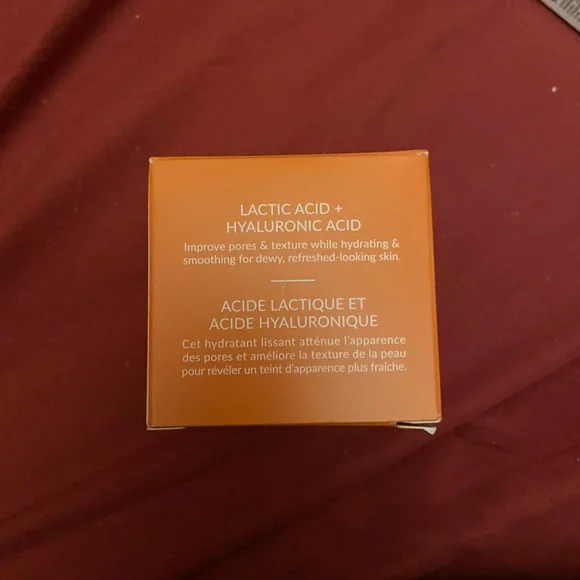 LACTIC ACID +
HYALURONIC ACID
Improve pores & texture while hydrating &
smoothing for dewy, refreshed-looking skin.
ACIDE LACTIQUE ET
ACIDE HYALURONIQUE
Cet hydratant lissant atténue l'apparence
des pores et améliore la texture de la peau
pour révéler un teint d'apparence plus fraîche.